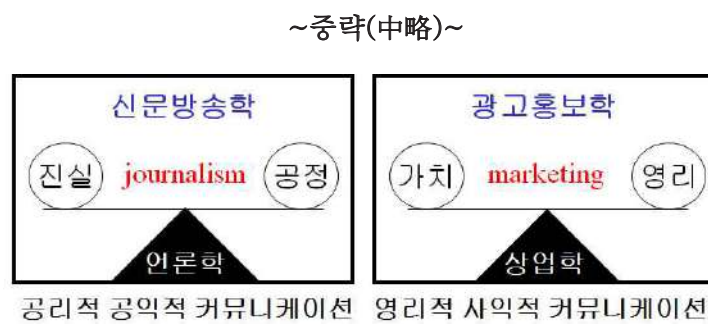 ~중략(中略)~
신문방송학
진실 journalism 공정
언론학
공리적 공익적 커뮤니케이션
광고홍보학
가치 marketing 영리
상업학
영리적 사익적 커뮤니케이션